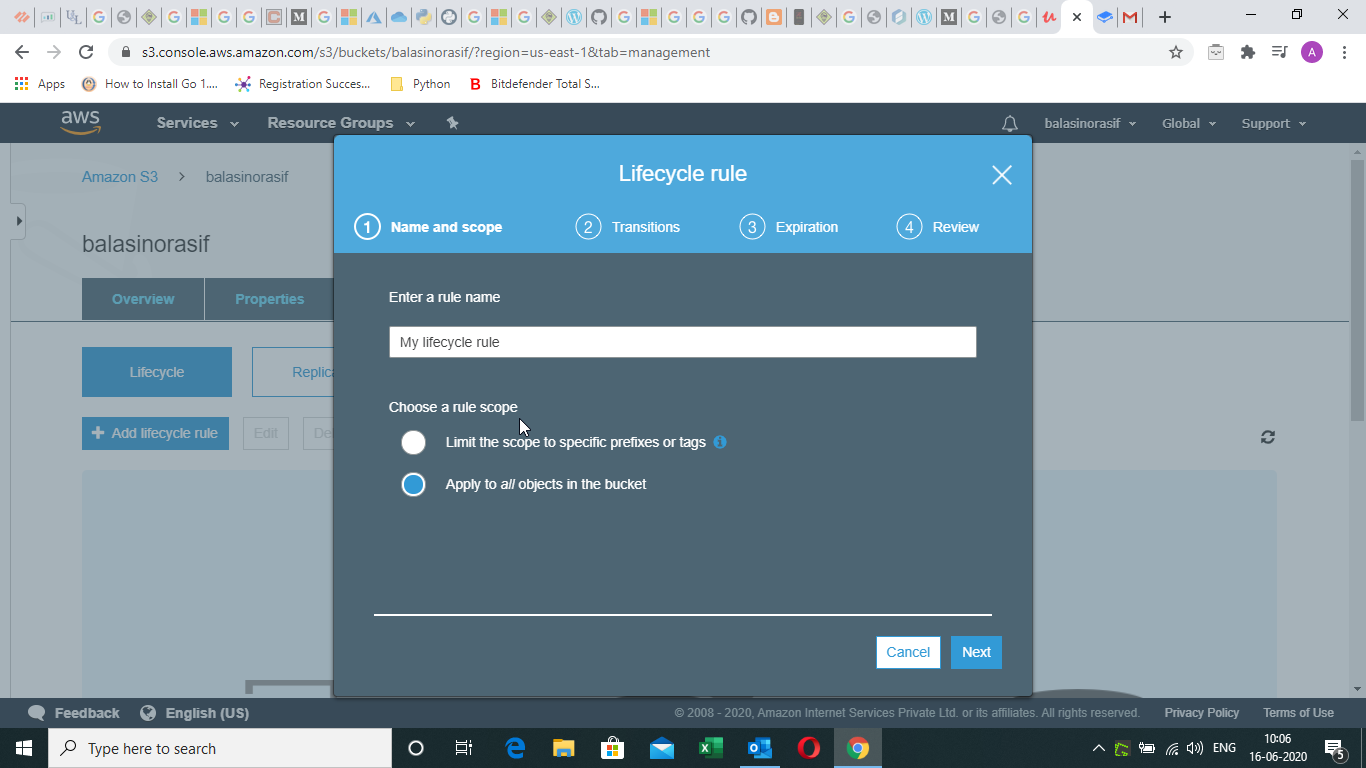 s3.console.aws.amazon.com/s3/buckets/balasinorasif/?region=us-east-1&tab=management
A
Apps
How to Install Go 1....
Registration Succes...
Python
Bitdefender Total S...
aws
Services
Resource Groups
balasinorasif
Global
Support
Amazon S3 > balasinorasif
balasinorasif
Overview
Properties
Lifecycle
Replica
+ Add lifecycle rule
Edit
De
Lifecycle rule
1 Name and scope
2 Transitions
3 Expiration
4 Review
Enter a rule name
My lifecycle rule
Choose a rule scope
Limit the scope to specific prefixes or tags
Apply to all objects in the bucket
Cancel
Next
Feedback
English (US)
© 2008 - 2020, Amazon Internet Services Private Ltd. or its affiliates. All rights reserved.
Privacy Policy
Terms of Use
Type here to search
ENG
10:06
16-06-2020
5